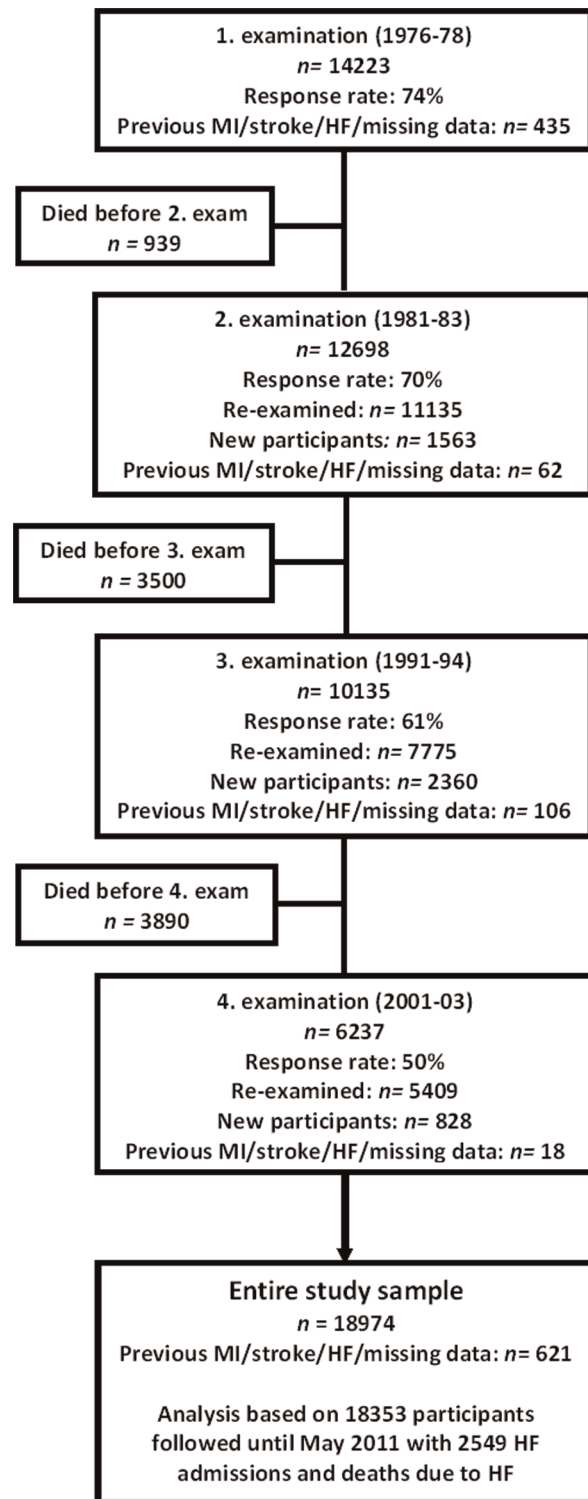 1. examination (1976-78)
n= 14223
Response rate: 74%
Previous MI/stroke/HF/missing data: n= 435
Died before 2. exam
n = 939
2. examination (1981-83)
n= 12698
Response rate: 70%
Re-examined: n= 11135
New participants: n= 1563
Previous MI/stroke/HF/missing data: n= 62
Died before 3. exam
n = 3500
3. examination (1991-94)
n= 10135
Response rate: 61%
Re-examined: n= 7775
New participants: n= 2360
Previous MI/stroke/HF/missing data: n= 106
Died before 4. exam
n = 3890
4. examination (2001-03)
n= 6237
Response rate: 50%
Re-examined: n= 5409
New participants: n= 828
Previous MI/stroke/HF/missing data: n= 18
Entire study sample
n = 18974
Previous MI/stroke/HF/missing data: n= 621
Analysis based on 18353 participants
followed until May 2011 with 2549 HF
admissions and deaths due to HF